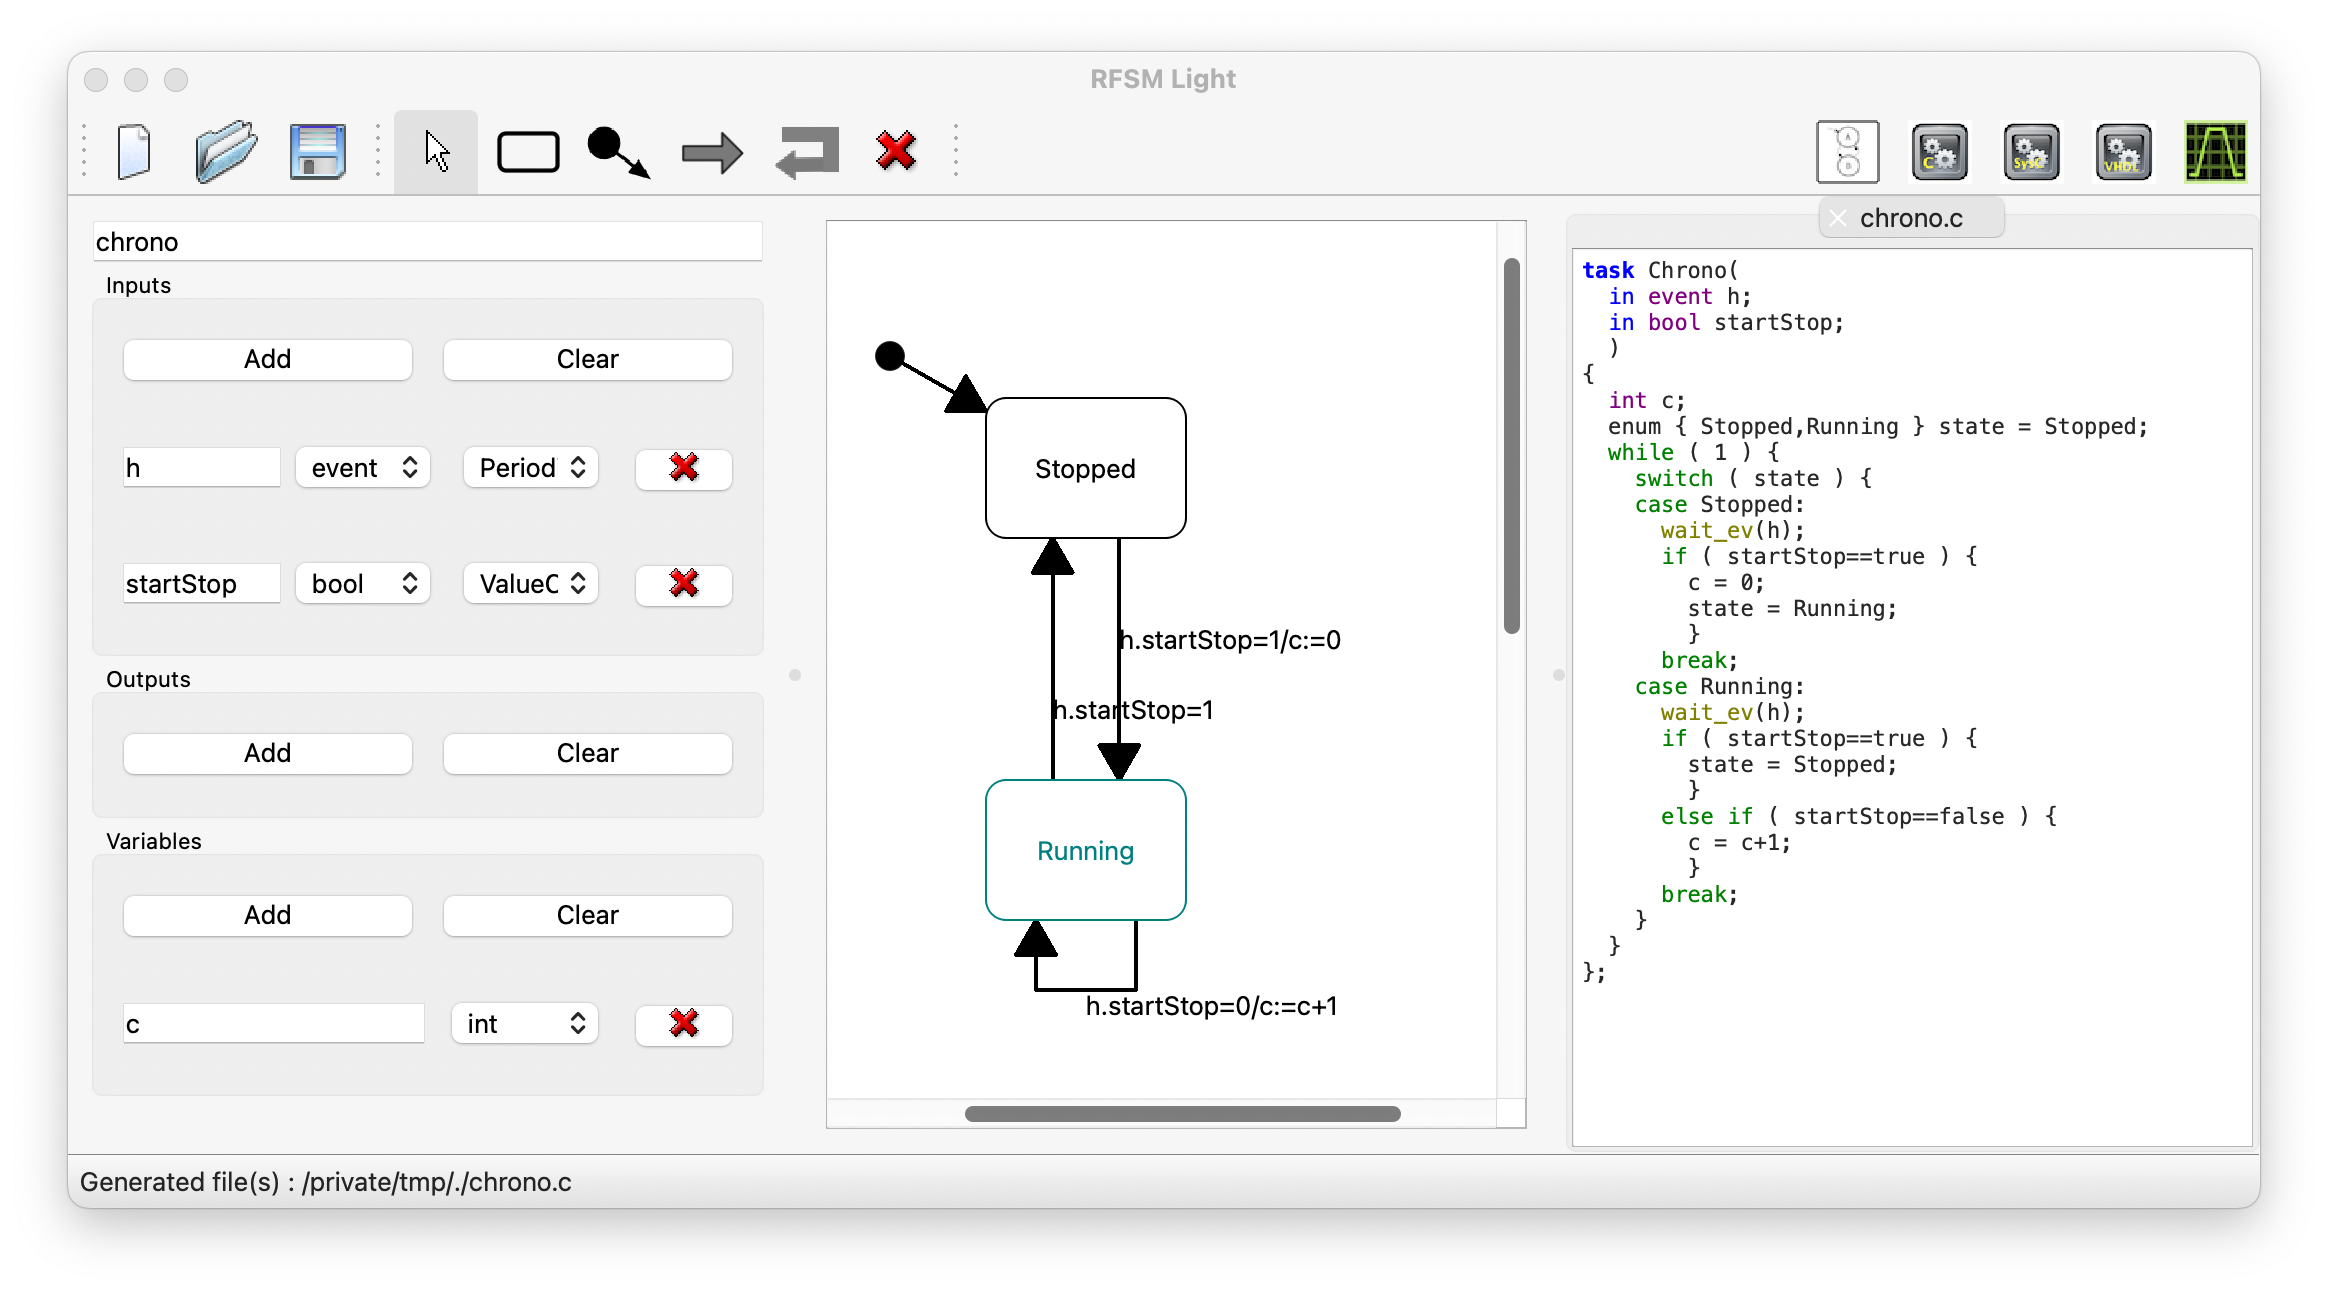 RFSM Light
C
SysC
VHDL
chrono
Inputs
Add Clear
h event Period
startStop bool ValueC
Outputs
Add Clear
Variables
Add Clear
c int
Stopped
h.startStop=1/c:=0
h.startStop=1
Running
h.startStop=0/c:=c+1
chrono.c
task Chrono(
  in event h;
  in bool startStop;
  )
{
  int c;
  enum { Stopped,Running } state = Stopped;
  while ( 1 ) {
    switch ( state ) {
    case Stopped:
      wait_ev(h);
      if ( startStop==true ) {
        c = 0;
        state = Running;
        }
      break;
    case Running:
      wait_ev(h);
      if ( startStop==true ) {
        state = Stopped;
        }
      else if ( startStop==false ) {
        c = c+1;
        }
      break;
    }
  }
};
Generated file(s) : /private/tmp/./chrono.c